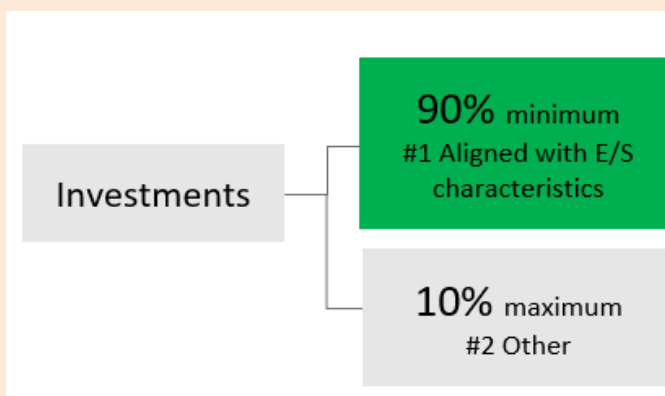 Investments
90% minimum
#1 Aligned with E/S
characteristics
10% maximum
#2 Other